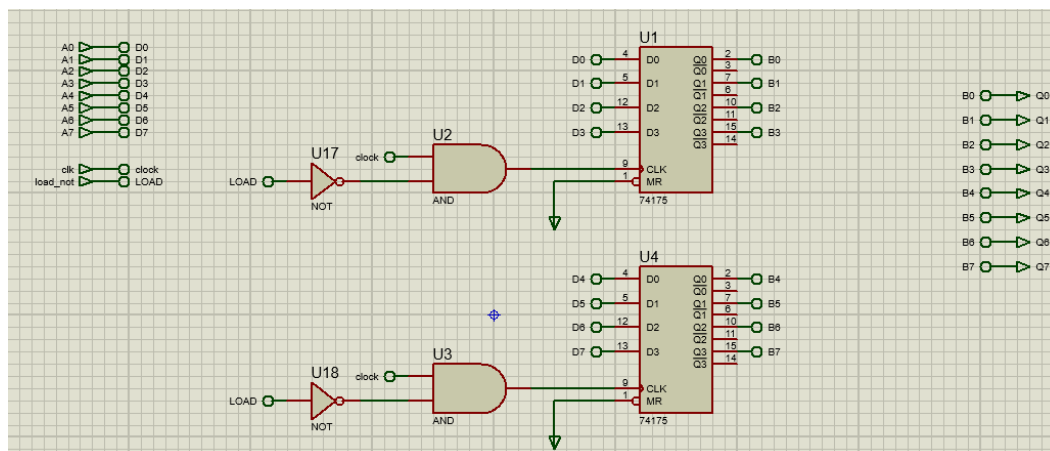 A0 D0
A1 D1
A2 D2
A3 D3
A4 D4
A5 D5
A6 D6
A7 D7
clk clock
load_not LOAD
U1
D0 4 D0 Q0 2 B0
Q0 3
D1 5 D1 Q1 7 B1
Q1 6
D2 12 D2 Q2 10 B2
Q2 11
D3 13 D3 Q3 15 B3
Q3 14
9 CLK
1 MR
74175
U2
clock
AND
U17
LOAD
NOT
U4
D4 4 D0 Q0 2 B4
Q0 3
D5 5 D1 Q1 7 B5
Q1 6
D6 12 D2 Q2 10 B6
Q2 11
D7 13 D3 Q3 15 B7
Q3 14
9 CLK
1 MR
74175
U3
clock
AND
U18
LOAD
NOT
B0 Q0
B1 Q1
B2 Q2
B3 Q3
B4 Q4
B5 Q5
B6 Q6
B7 Q7